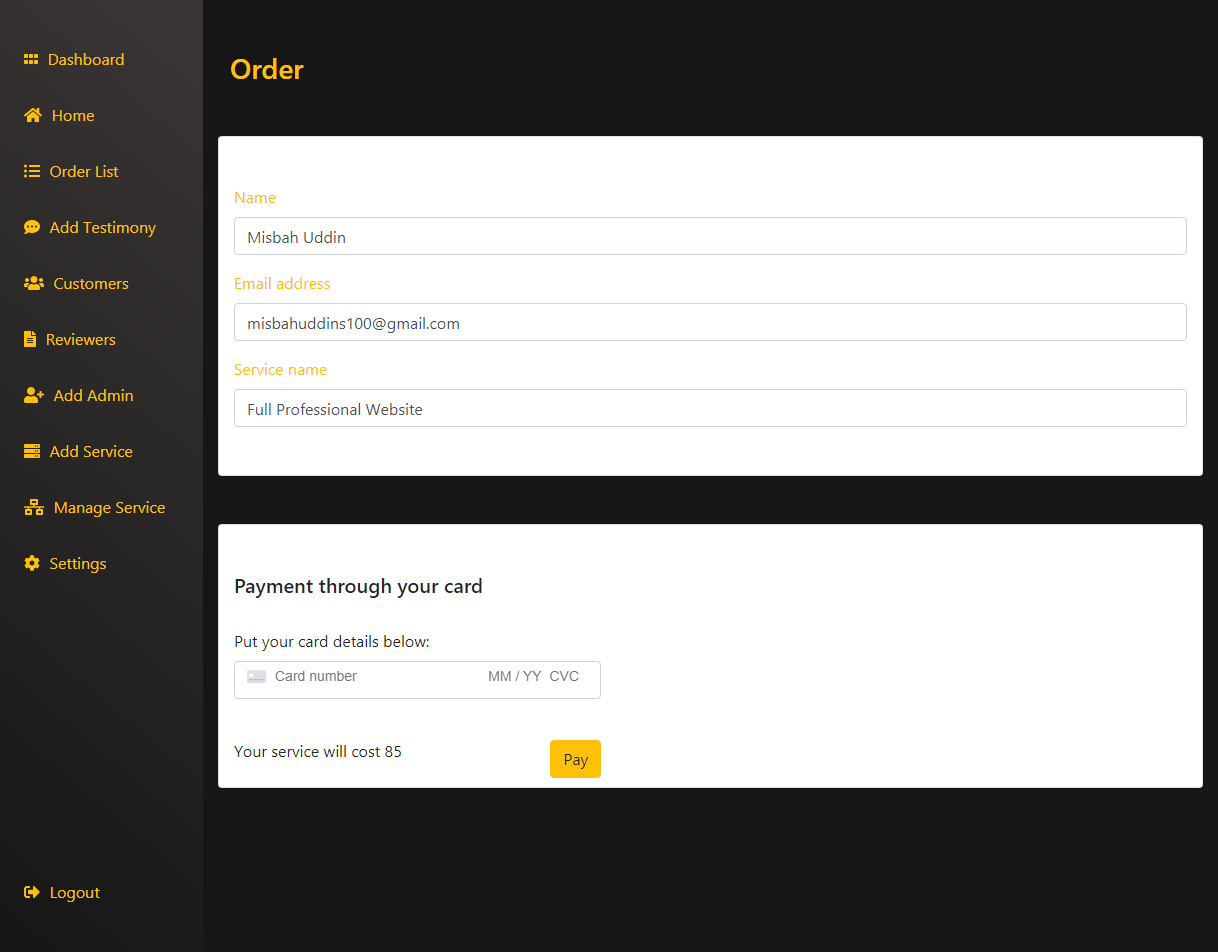 Dashboard
Home
Order List
Add Testimony
Customers
Reviewers
Add Admin
Add Service
Manage Service
Settings
Logout
Order
Name
Misbah Uddin
Email address
misbahuddins100@gmail.com
Service name
Full Professional Website
Payment through your card
Put your card details below:
Card number MM / YY CVC
Your service will cost 85
Pay